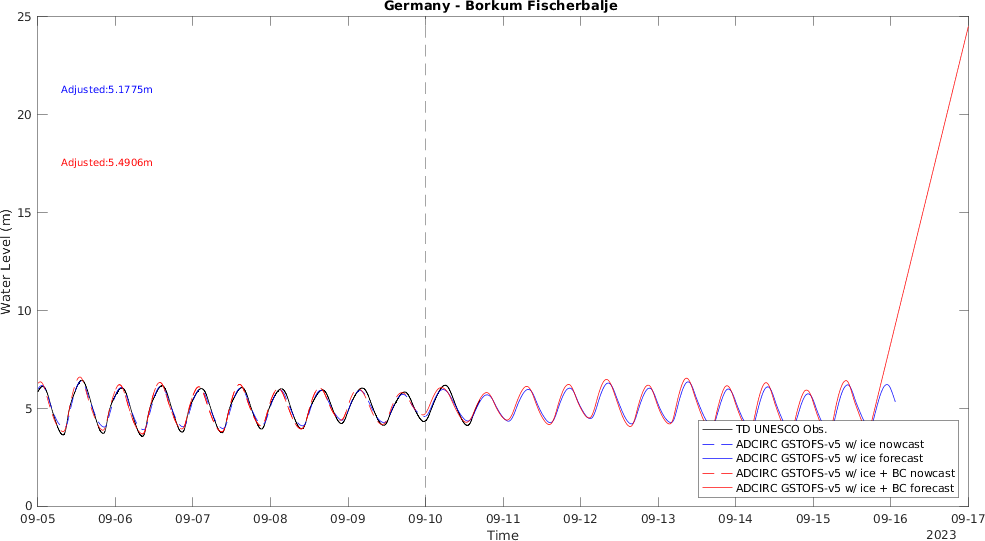 Germany - Borkum Fischerbalje
25
20
15
10
5
0
Water Level (m)
Adjusted:5.1775m
Adjusted:5.4906m
TD UNESCO Obs.
ADCIRC GSTOFS-v5 w/ ice nowcast
ADCIRC GSTOFS-v5 w/ ice forecast
ADCIRC GSTOFS-v5 w/ ice + BC nowcast
ADCIRC GSTOFS-v5 w/ ice + BC forecast
09-05 09-06 09-07 09-08 09-09 09-10 09-11 09-12 09-13 09-14 09-15 09-16 09-17
Time
2023